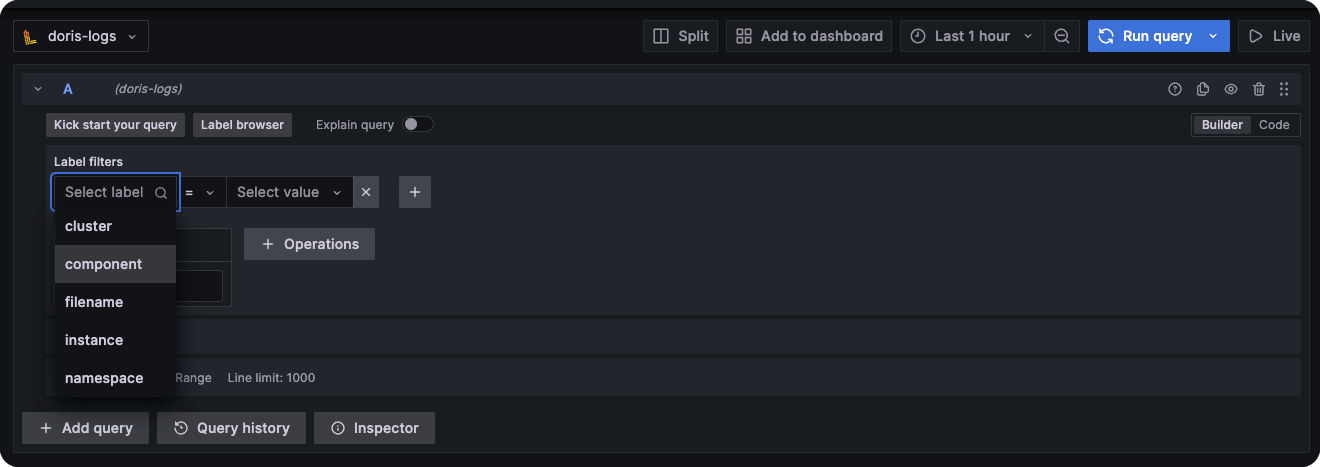 doris-logs Split Add to dashboard Last 1 hour Run query Live
A (doris-logs)
Kick start your query Label browser Explain query Builder Code
Label filters
Select label = Select value
cluster
Operations
component
filename
instance
namespace
Range Line limit: 1000
Add query Query history Inspector